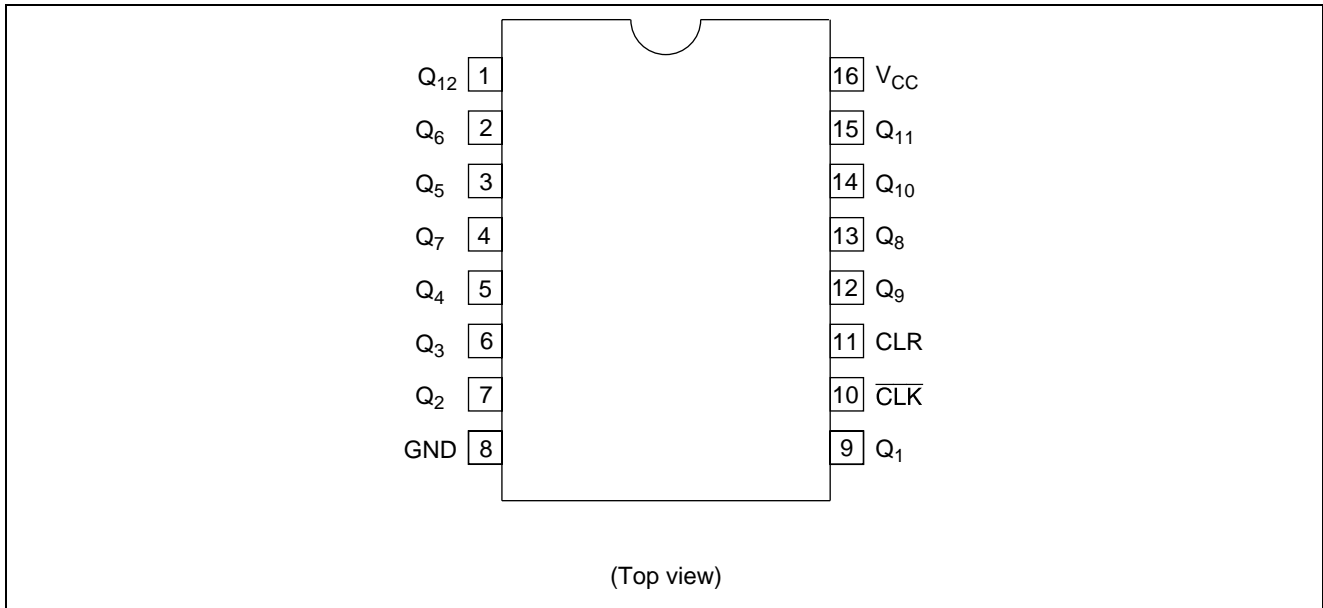 Q12 1 16 VCC
Q6 2 15 Q11
Q5 3 14 Q10
Q7 4 13 Q8
Q4 5 12 Q9
Q3 6 11 CLR
Q2 7 10 C̅L̅K̅
GND 8 9 Q1
(Top view)